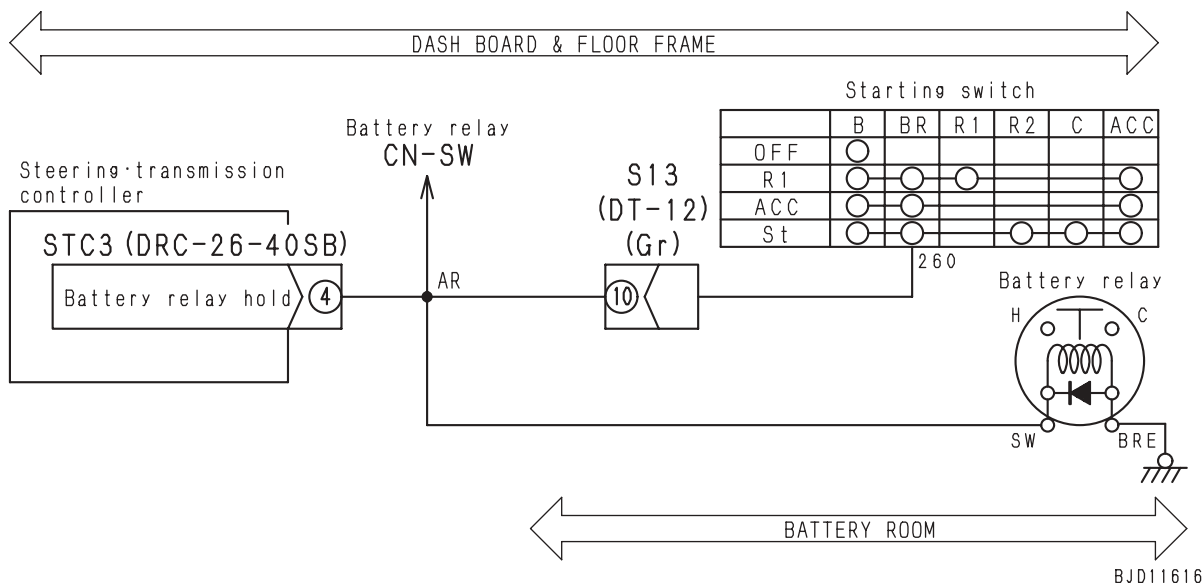 DASH BOARD & FLOOR FRAME
Starting switch
B BR R1 R2 C ACC
OFF
R1
ACC
St
260
Battery relay
CN-SW
S13
(DT-12)
(Gr)
10
Steering·transmission
controller
STC3 (DRC-26-40SB)
Battery relay hold
4
AR
Battery relay
H C
SW BRE
BATTERY ROOM
BJD11616